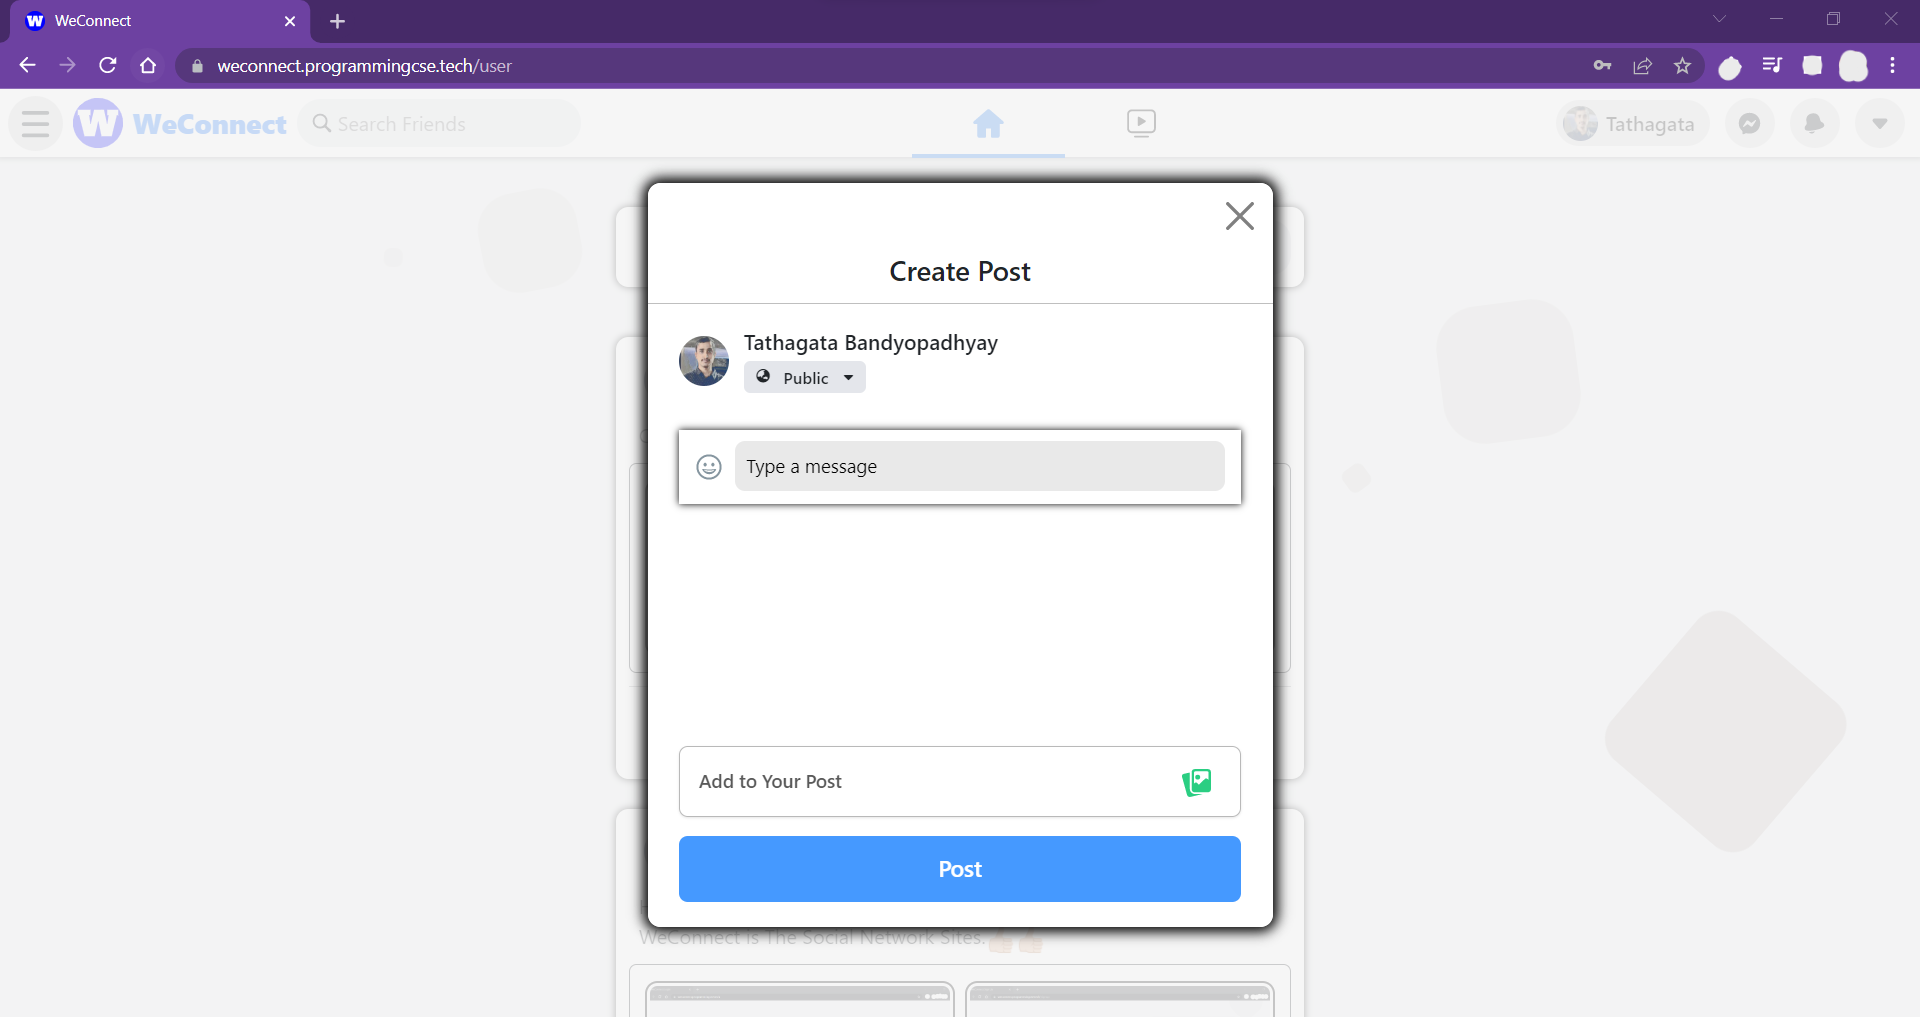 WeConnect
weconnect.programmingcse.tech/user
W WeConnect
Search Friends
Tathagata
Create Post
Tathagata Bandyopadhyay
Public
Type a message
Add to Your Post
Post
WeConnect is The Social Network Sites.